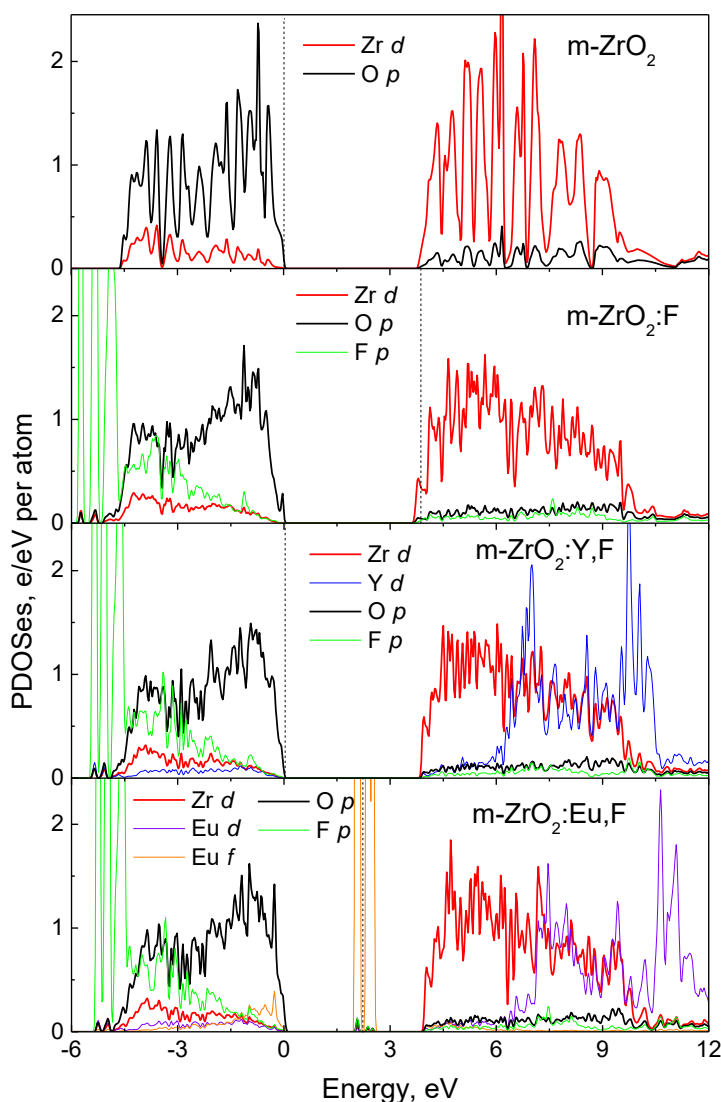 PDOSes, e/eV per atom
m-ZrO2
Zr d
O p
2
1
0
m-ZrO2:F
Zr d
O p
F p
2
1
0
m-ZrO2:Y,F
Zr d
Y d
O p
F p
2
1
0
m-ZrO2:Eu,F
Zr d O p
Eu d F p
Eu f
2
1
0
-6 -3 0 3 6 9 12
Energy, eV